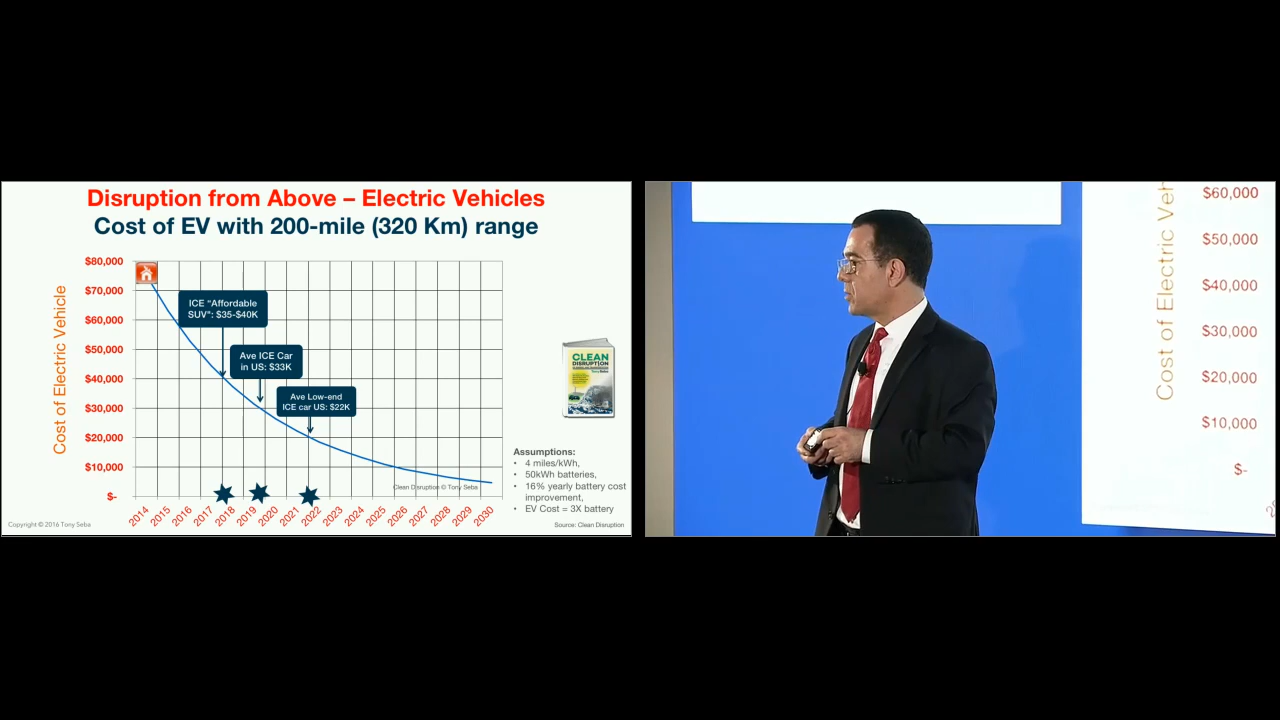 Disruption from Above – Electric Vehicles
Cost of EV with 200-mile (320 Km) range
Cost of Electric Vehicle
$80,000
$70,000
$60,000
$50,000
$40,000
$30,000
$20,000
$10,000
$-
ICE "Affordable
SUV": $35-$40K
Ave ICE Car
in US: $33K
Ave Low-end
ICE car US: $22K
CLEAN
DISRUPTION
Assumptions:
• 4 miles/kWh,
• 50kWh batteries,
• 16% yearly battery cost
improvement,
• EV Cost = 3X battery
Clean Disruption © Tony Seba
2014
2015
2016
2017
2018
2019
2020
2021
2022
2023
2024
2025
2026
2027
2028
2029
2030
Copyright © 2016 Tony Seba
Source: Clean Disruption
Cost of Electric Veh
$60,000
$50,000
$40,000
$30,000
$20,000
$10,000
$-